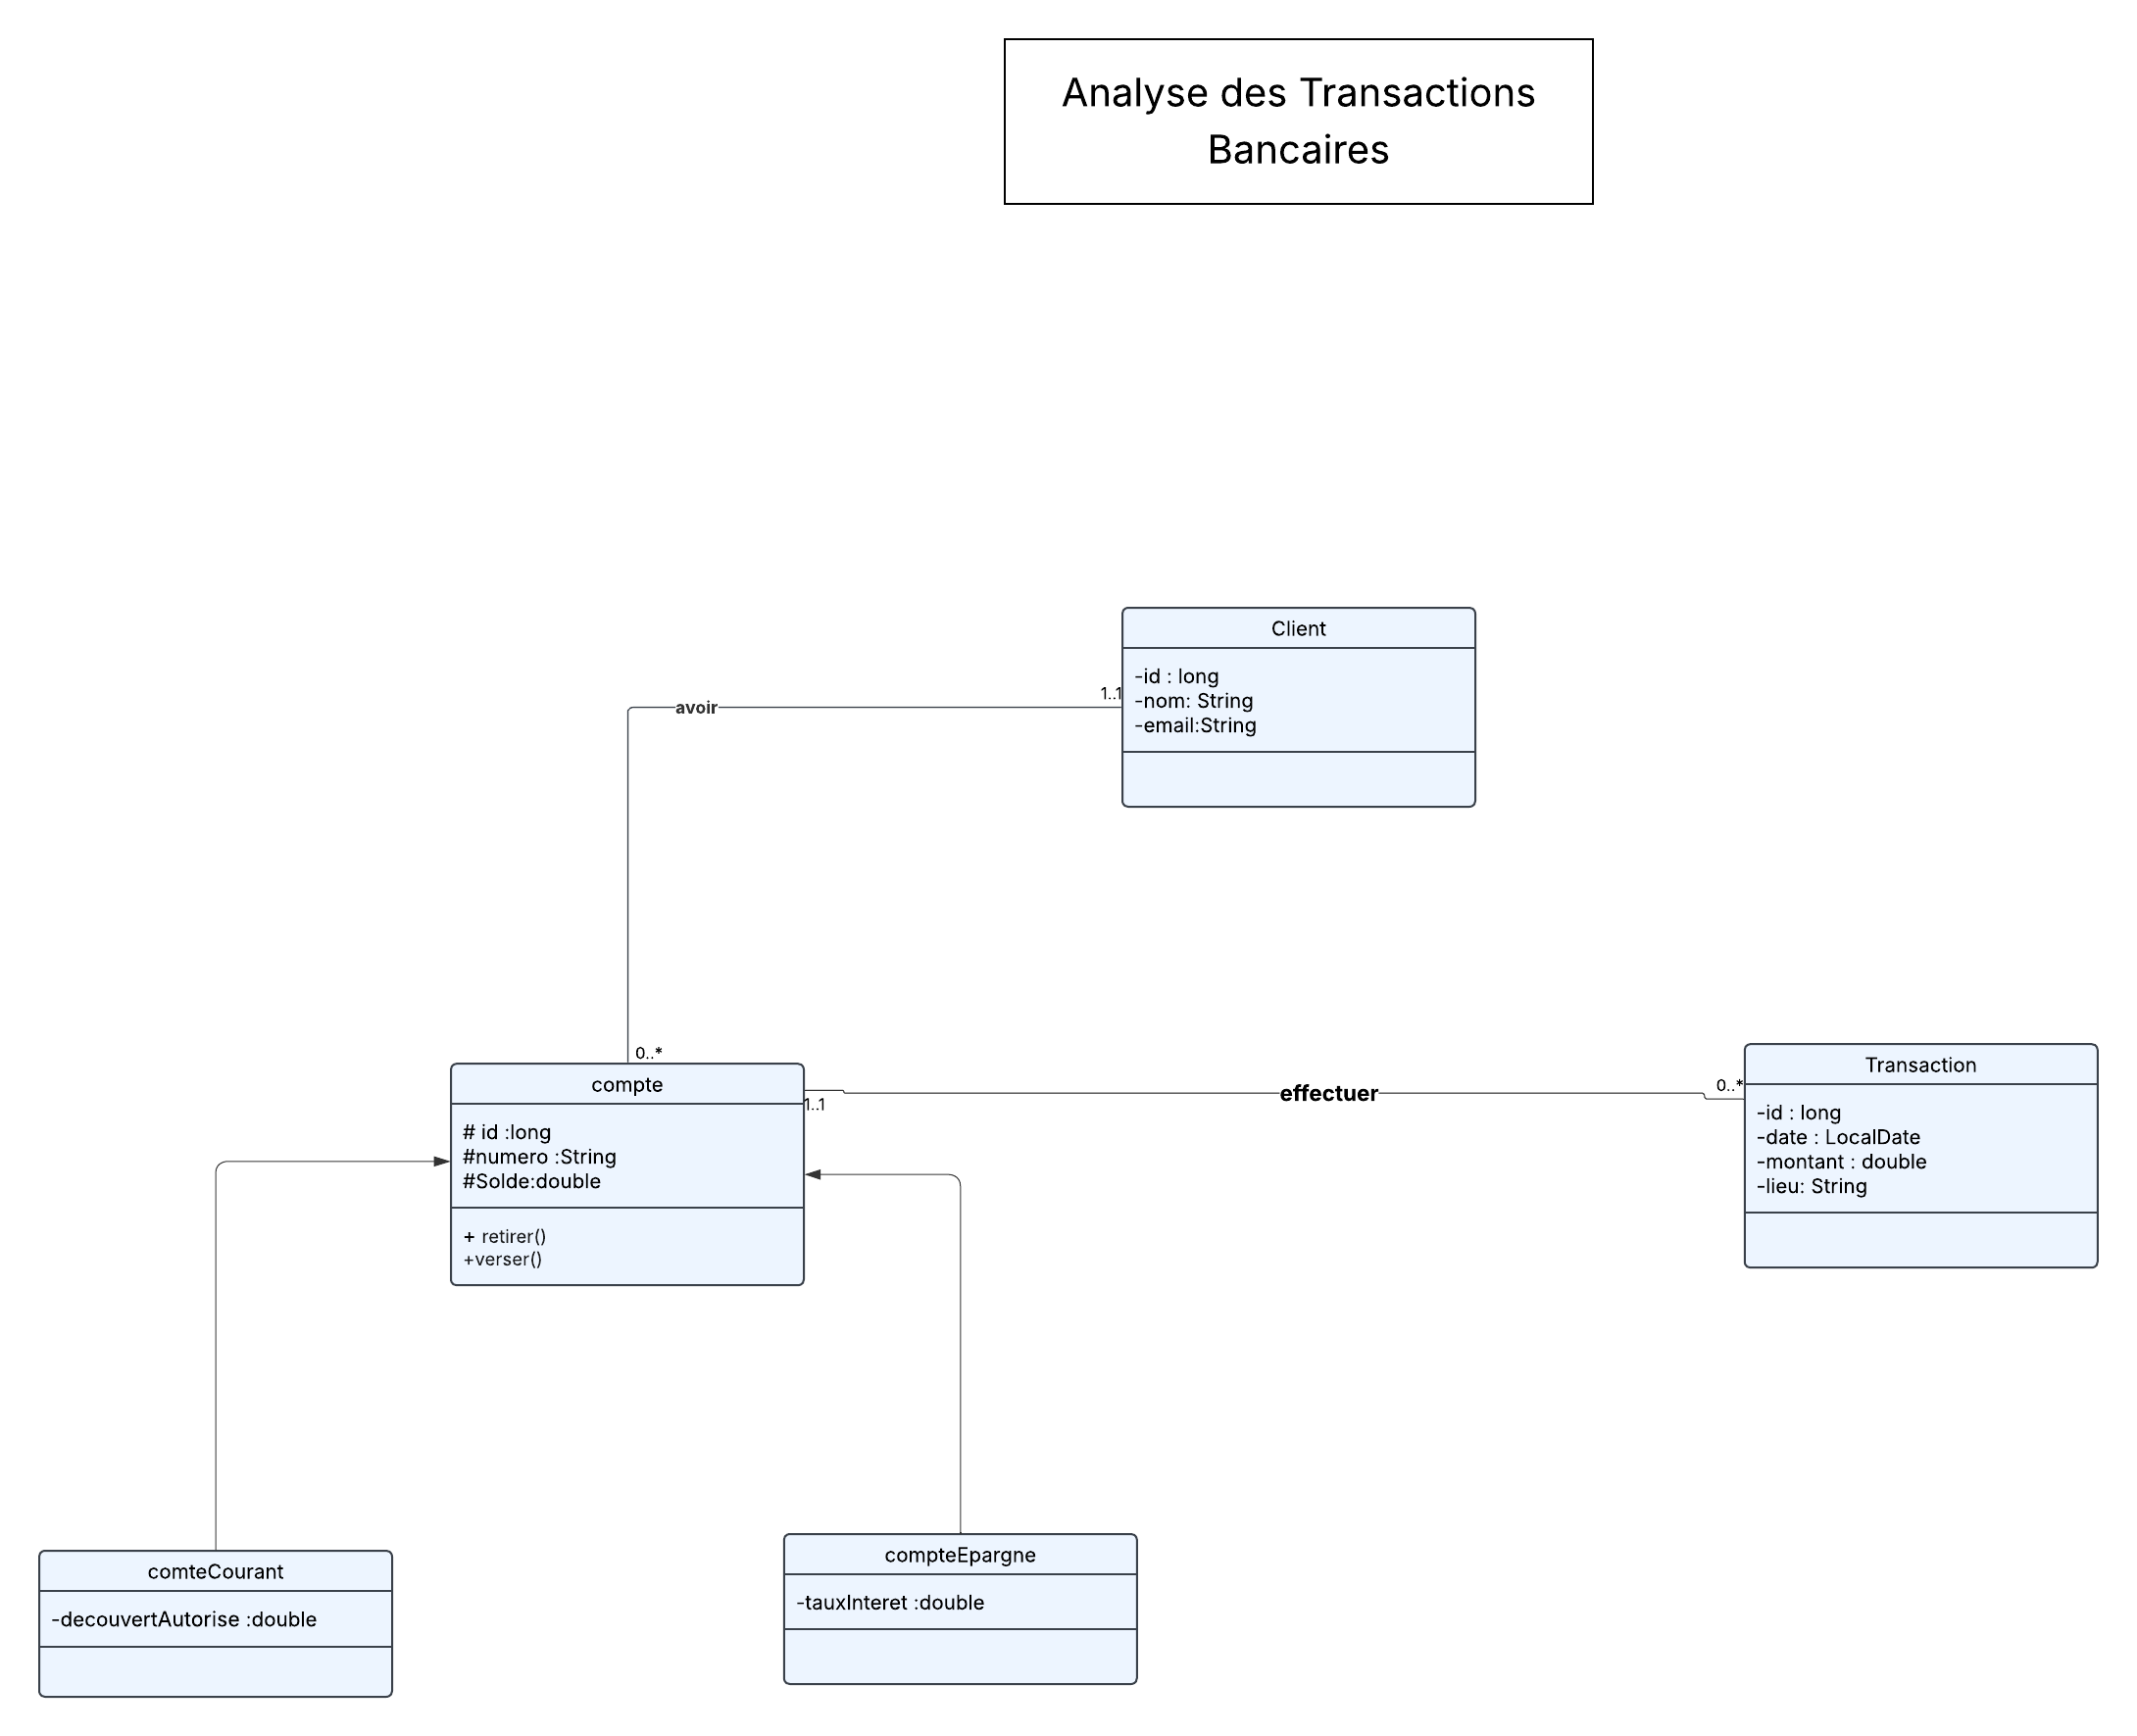 Analyse des Transactions
Bancaires
Client
-id : long
-nom: String
-email:String
1..1
avoir
0..*
compte
# id :long
#numero :String
#Solde:double
+ retirer()
+verser()
1..1
effectuer
0..*
Transaction
-id : long
-date : LocalDate
-montant : double
-lieu: String
comteCourant
-decouvertAutorise :double
compteEpargne
-tauxInteret :double